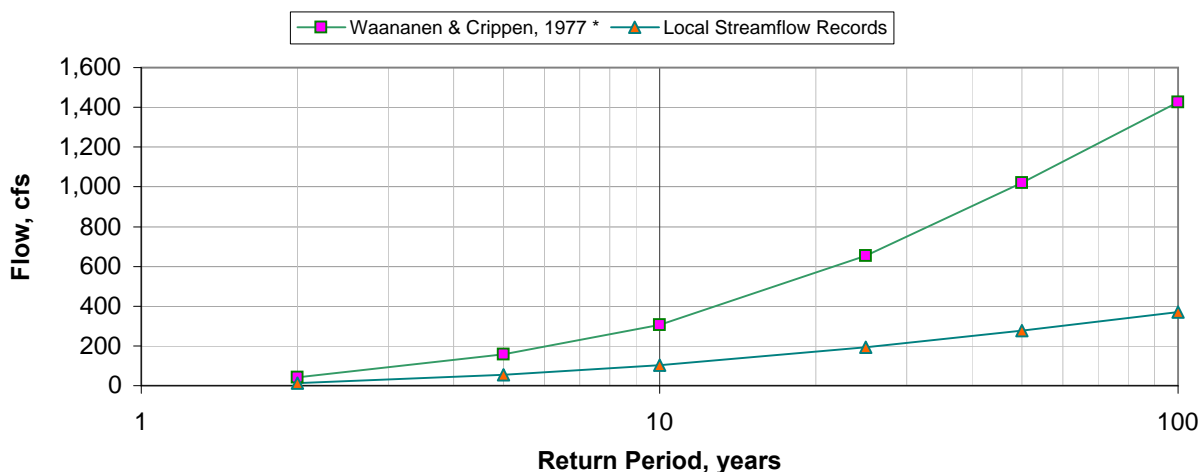 Waananen & Crippen, 1977 * Local Streamflow Records
1,600
1,400
1,200
1,000
800
600
400
200
0
Flow, cfs
1 10 100
Return Period, years